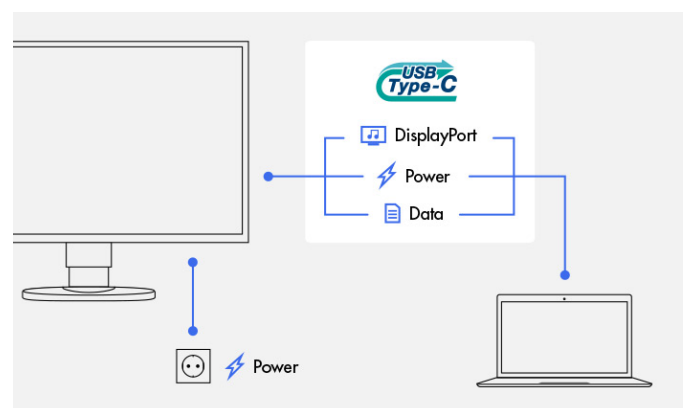 USB
Type-C
DisplayPort
Power
Data
Power